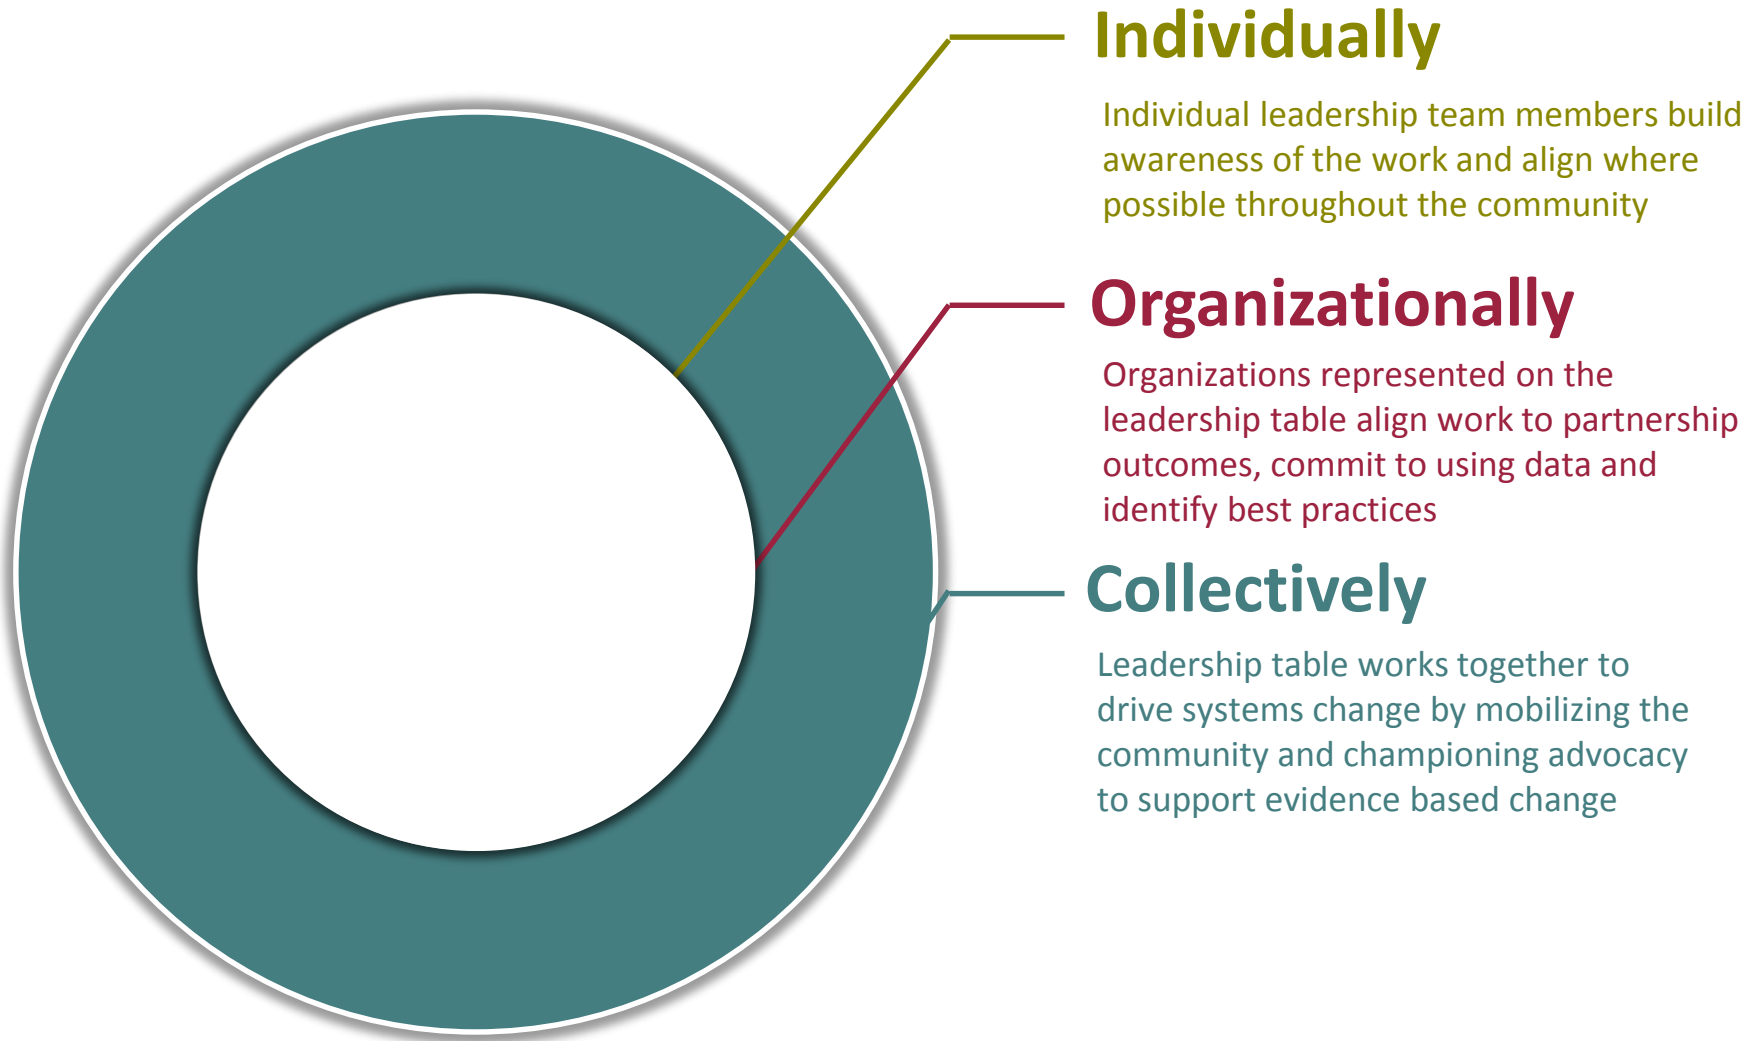 Individually
Individual leadership team members build
awareness of the work and align where
possible throughout the community
Organizationally
Organizations represented on the
leadership table align work to partnership
outcomes, commit to using data and
identify best practices
Collectively
Leadership table works together to
drive systems change by mobilizing the
community and championing advocacy
to support evidence based change